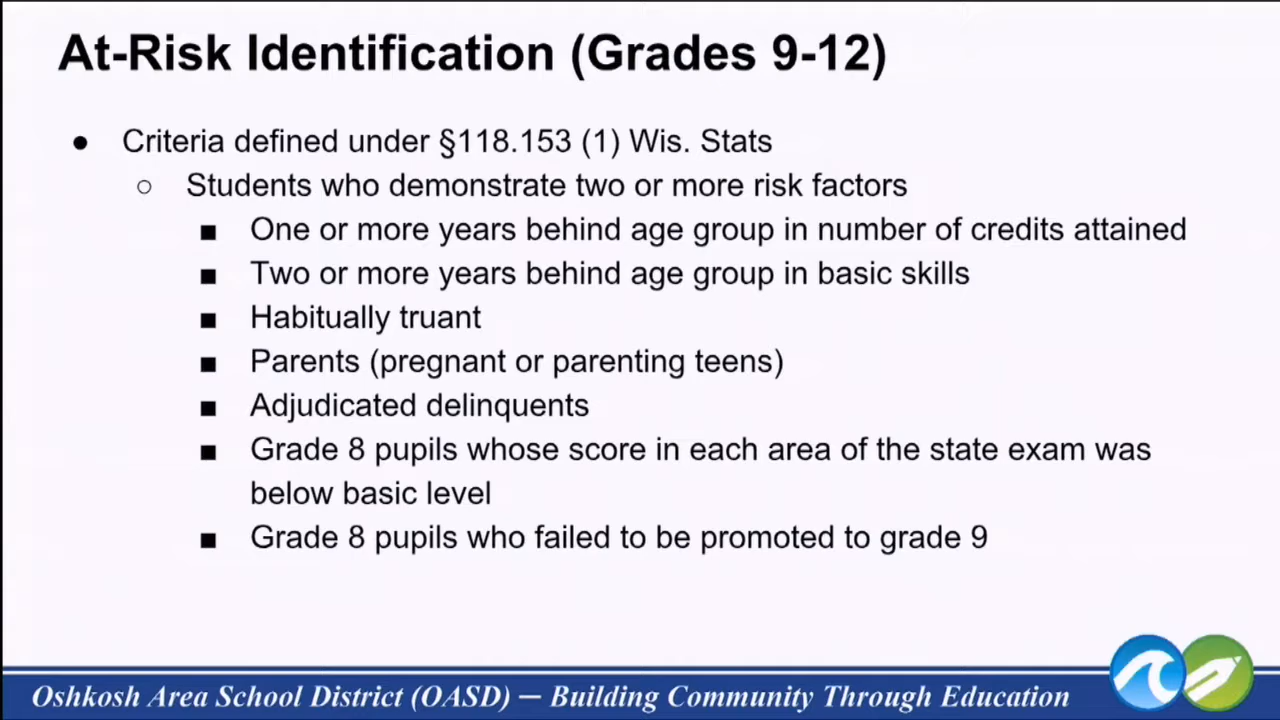 At-Risk Identification (Grades 9-12)
● Criteria defined under §118.153 (1) Wis. Stats
○ Students who demonstrate two or more risk factors
■ One or more years behind age group in number of credits attained
■ Two or more years behind age group in basic skills
■ Habitually truant
■ Parents (pregnant or parenting teens)
■ Adjudicated delinquents
■ Grade 8 pupils whose score in each area of the state exam was
below basic level
■ Grade 8 pupils who failed to be promoted to grade 9
Oshkosh Area School District (OASD) — Building Community Through Education